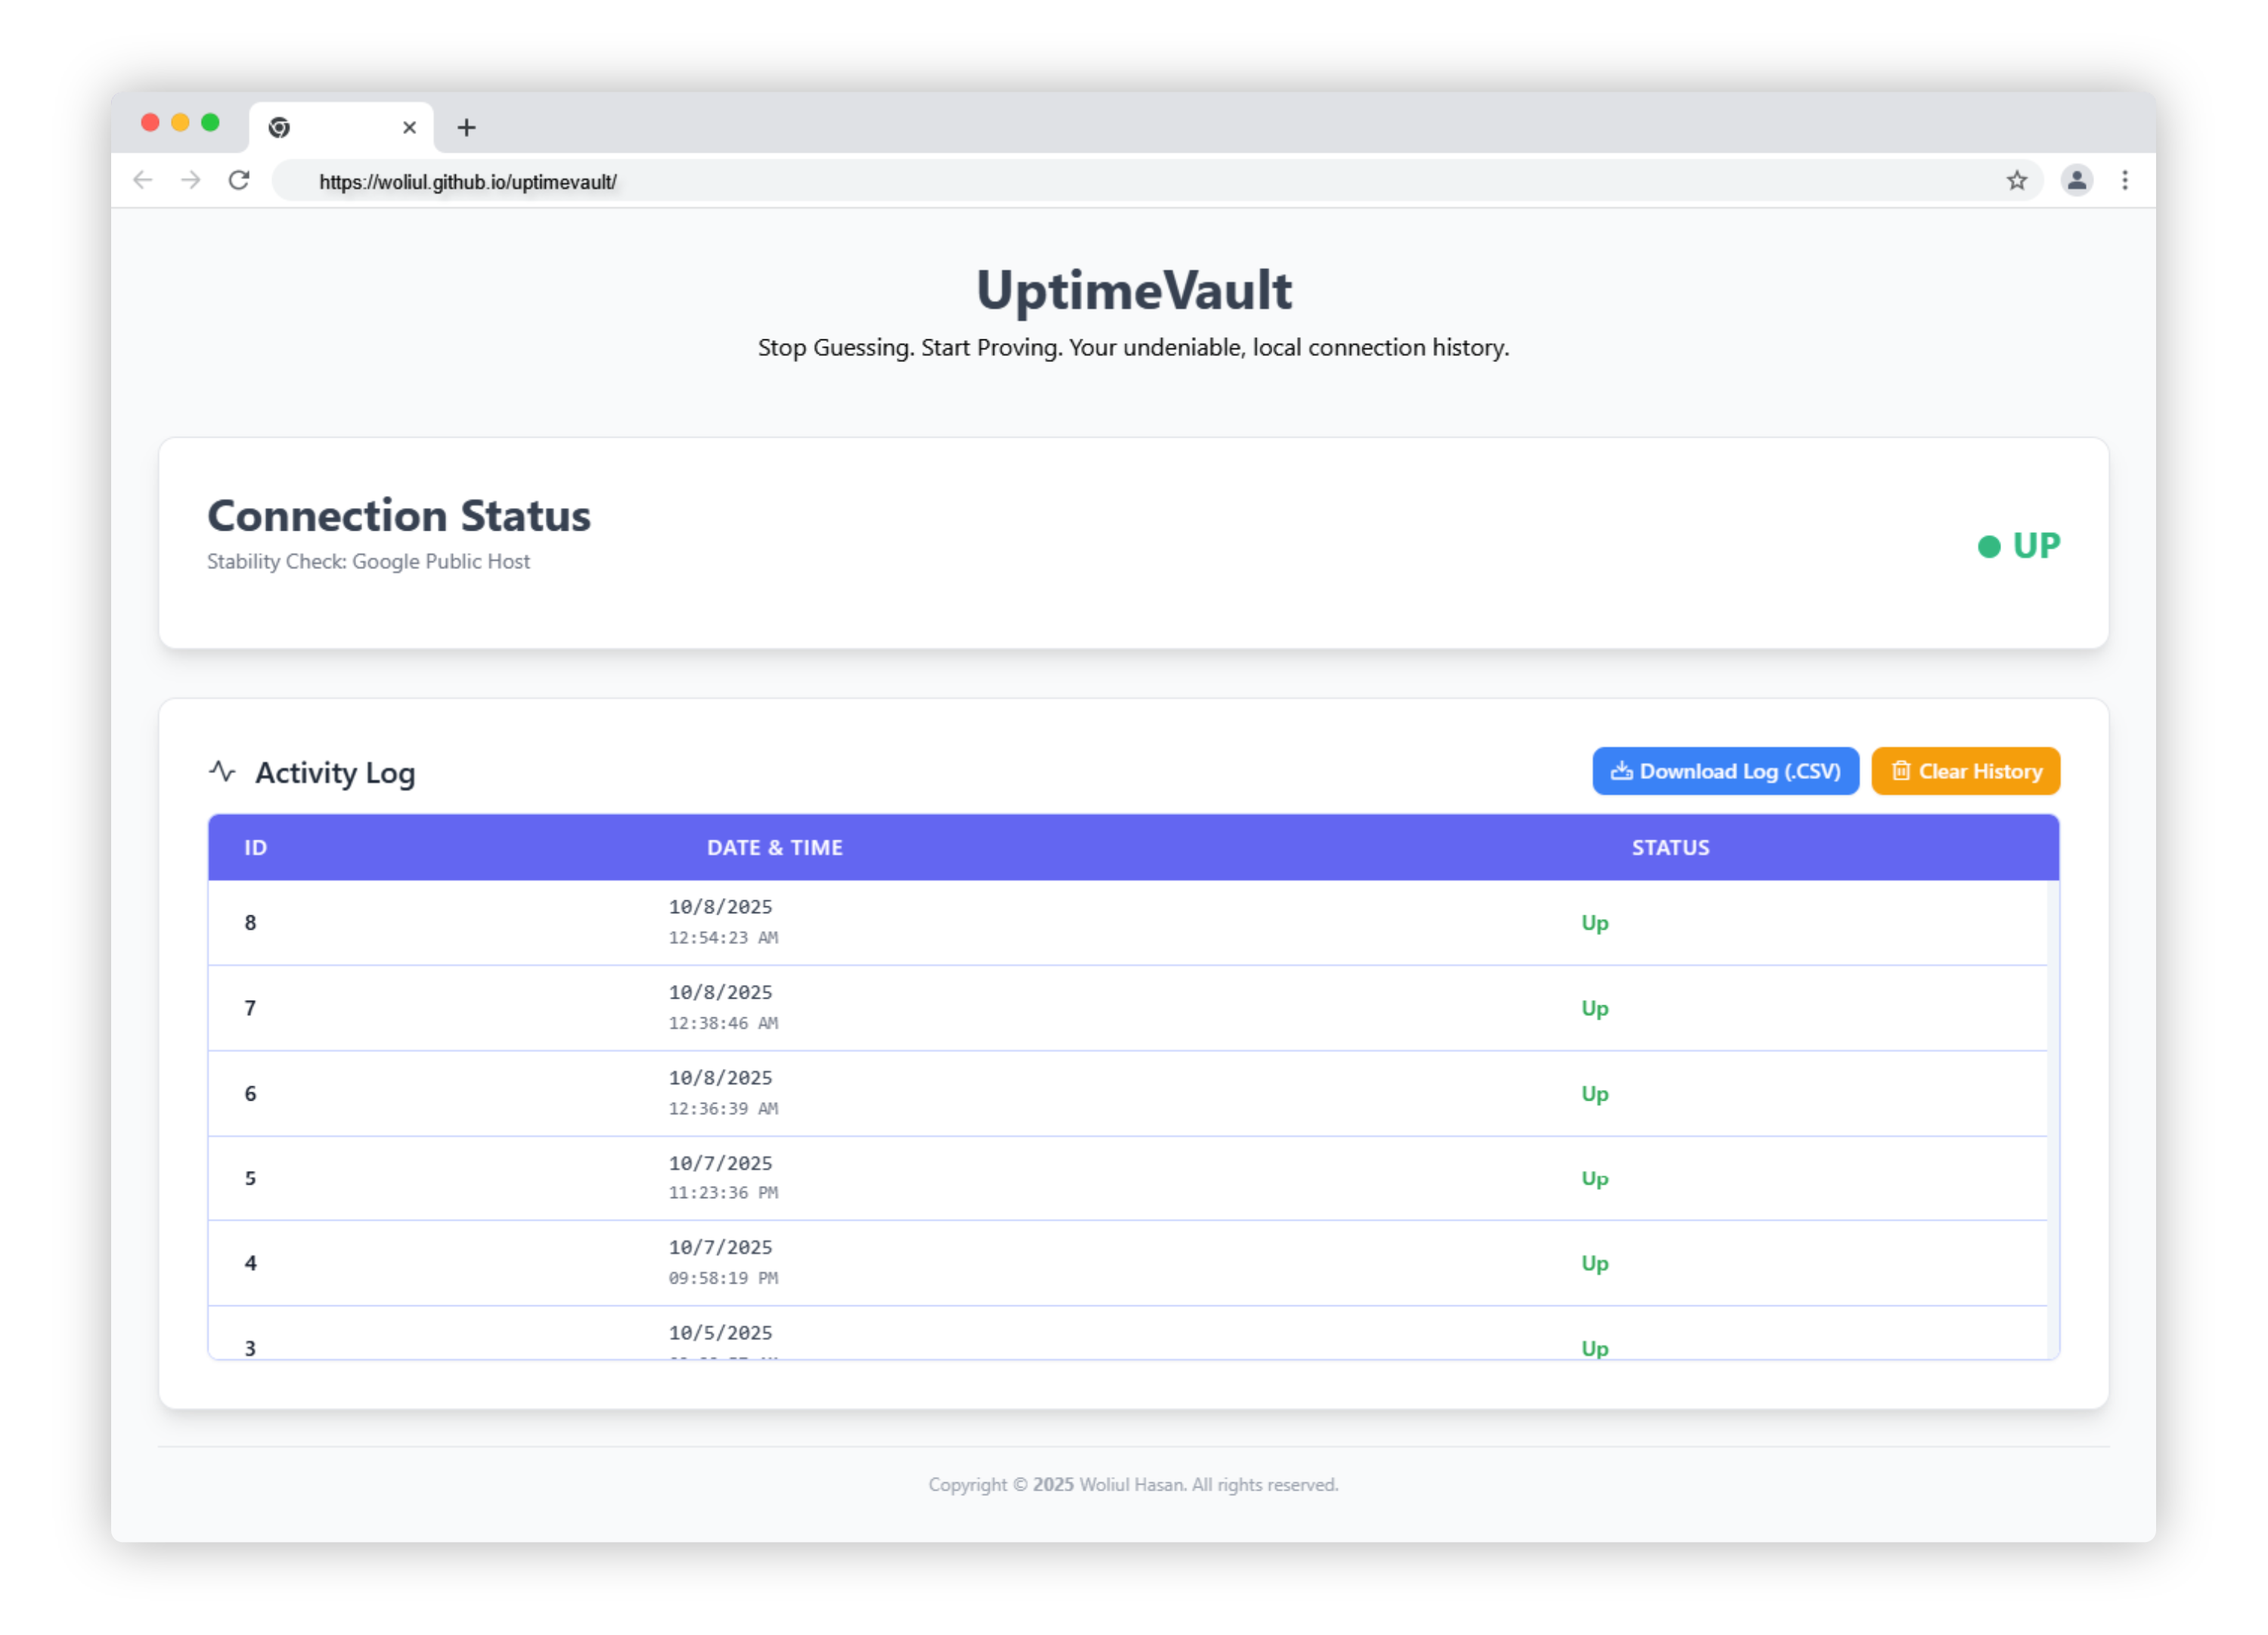 https://woliul.github.io/uptimevault/
UptimeVault
Stop Guessing. Start Proving. Your undeniable, local connection history.
Connection Status
Stability Check: Google Public Host
UP
Activity Log
Download Log (.CSV)
Clear History
ID DATE & TIME STATUS
8 10/8/2025 Up
12:54:23 AM
7 10/8/2025 Up
12:38:46 AM
6 10/8/2025 Up
12:36:39 AM
5 10/7/2025 Up
11:23:36 PM
4 10/7/2025 Up
09:58:19 PM
3 10/5/2025 Up
Copyright © 2025 Woliul Hasan. All rights reserved.